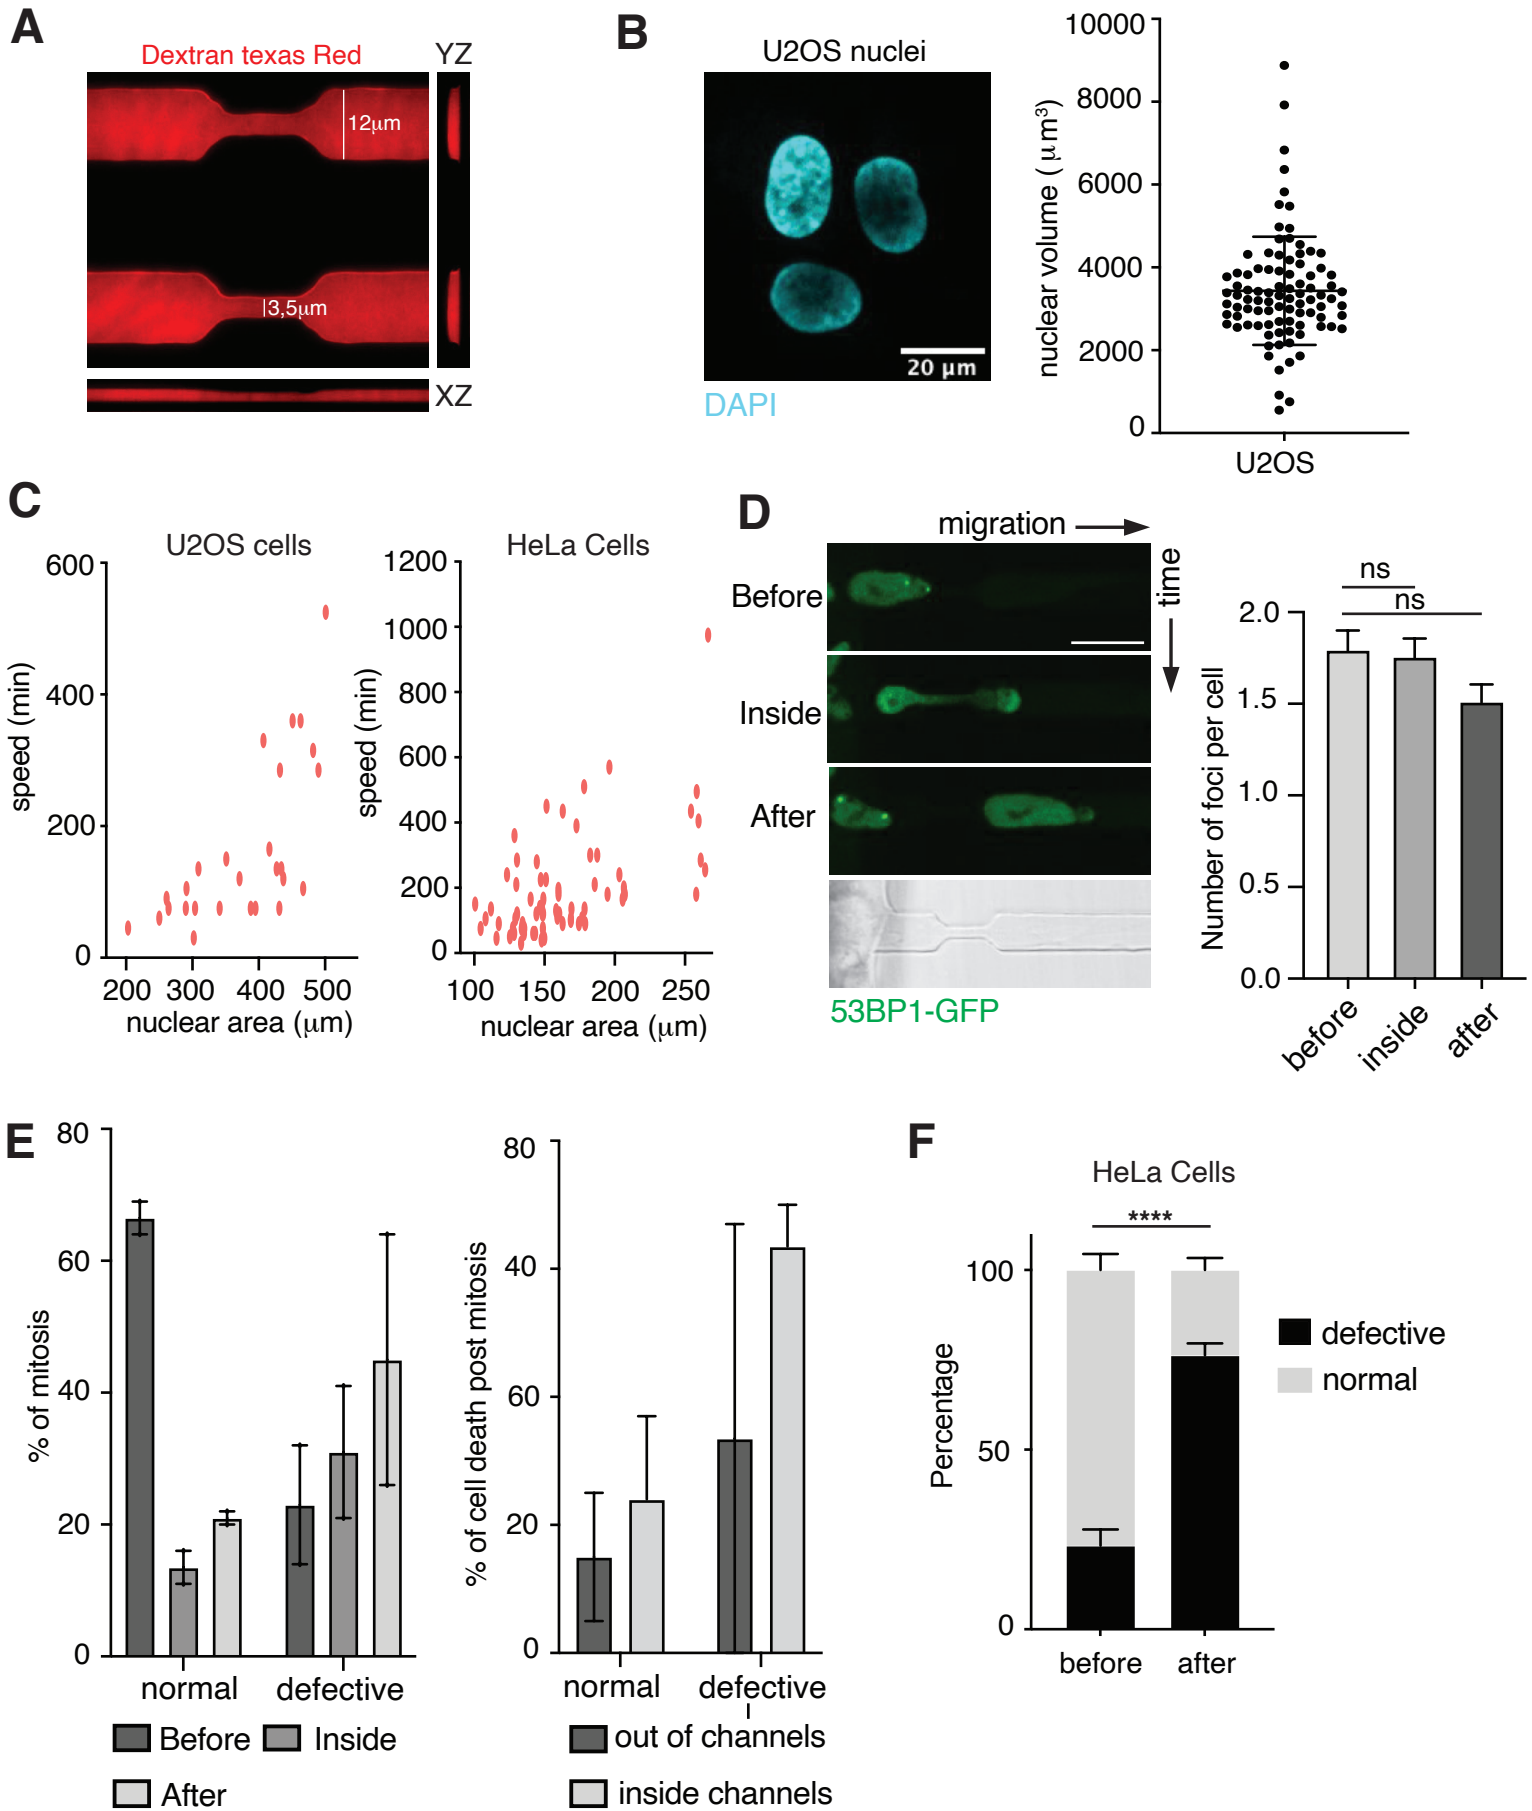 A
Dextran texas Red
YZ
12μm
3,5μm
XZ
B
U2OS nuclei
20 μm
DAPI
nuclear volume ( μm³)
10000
8000
6000
4000
2000
0
U2OS
C
U2OS cells
speed (min)
600
400
200
0
200 300 400 500
nuclear area (μm)
HeLa Cells
speed (min)
1200
1000
800
600
400
200
0
100 150 200 250
nuclear area (μm)
D
migration
time
Before
Inside
After
53BP1-GFP
ns
ns
Number of foci per cell
2.0
1.5
1.0
0.5
0.0
before inside after
E
% of mitosis
80
60
40
20
0
normal defective
Before Inside
After
% of cell death post mitosis
80
40
60
20
0
normal defective
out of channels
inside channels
F
HeLa Cells
****
Percentage
100
50
0
before after
defective
normal